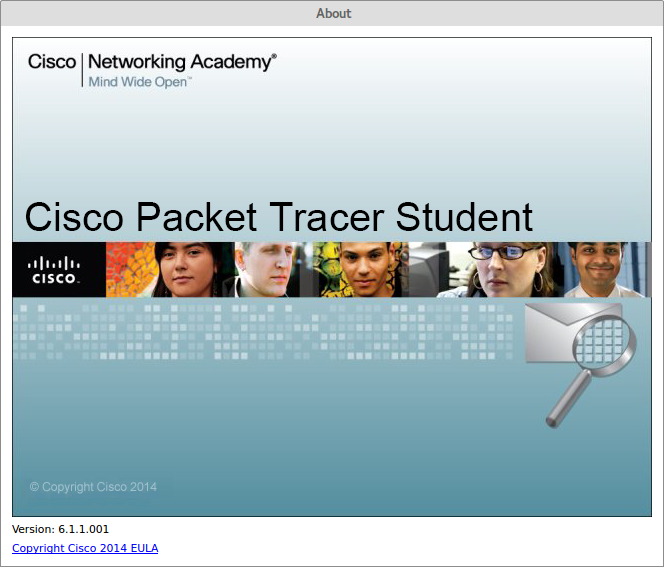 About
Cisco Networking Academy®
Mind Wide Open™
Cisco Packet Tracer Student
CISCO™
© Copyright Cisco 2014
Version: 6.1.1.001
Copyright Cisco 2014 EULA